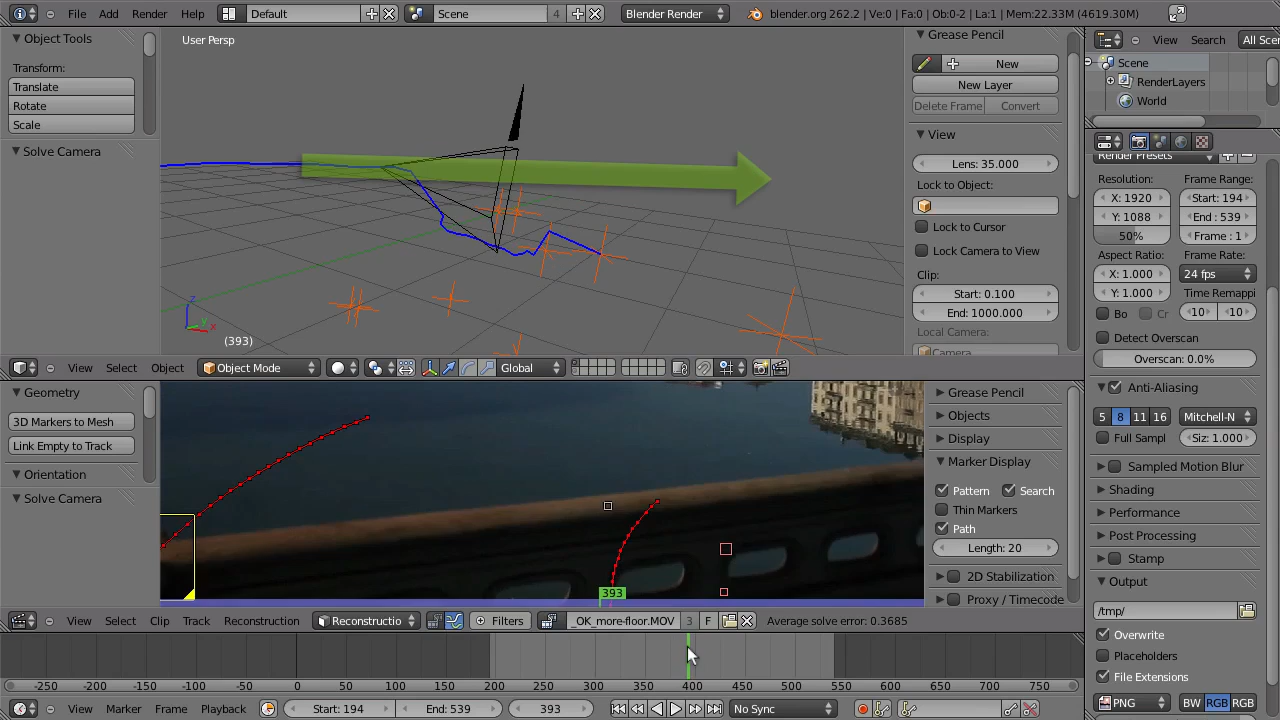 File Add Render Help Default Scene 4 Blender Render blender.org 262.2 | Ve:0 | Fa:0 | Ob:0-2 | La:1 | Mem:22.33M (4619.30M)
Object Tools
Transform:
Translate
Rotate
Scale
Solve Camera
User Persp
Z
Y
X
(393)
Grease Pencil
New
New Layer
Delete Frame Convert
View
Lens: 35.000
Lock to Object:
Lock to Cursor
Lock Camera to View
Clip:
Start: 0.100
End: 1000.000
Local Camera:
Camera
View Search All Sce
Scene
RenderLayers
World
Render Presets
Resolution: Frame Range:
X: 1920 Start: 194
Y: 1088 End : 539
50% Frame : 1
Aspect Ratio: Frame Rate:
X: 1.000 24 fps
Y: 1.000 Time Remappi
Bo Cr 10 10
Detect Overscan
Overscan: 0.0%
Anti-Aliasing
5 8 11 16 Mitchell-N
Full Sampl Siz: 1.000
Sampled Motion Blur
Shading
Performance
Post Processing
Stamp
Output
/tmp/
Overwrite
Placeholders
File Extensions
PNG BW RGB RGB
View Select Object Object Mode Global
Geometry
3D Markers to Mesh
Link Empty to Track
Orientation
Solve Camera
393
Grease Pencil
Objects
Display
Marker Display
Pattern Search
Thin Markers
Path
Length: 20
2D Stabilization
Proxy / Timecode
View Select Clip Track Reconstruction Reconstructio Filters _OK_more-floor.MOV 3 F Average solve error: 0.3685
-250 -200 -150 -100 -50 0 50 100 150 200 250 300 350 400 450 500 550 600 650 700 750
View Marker Frame Playback Start: 194 End: 539 393 No Sync